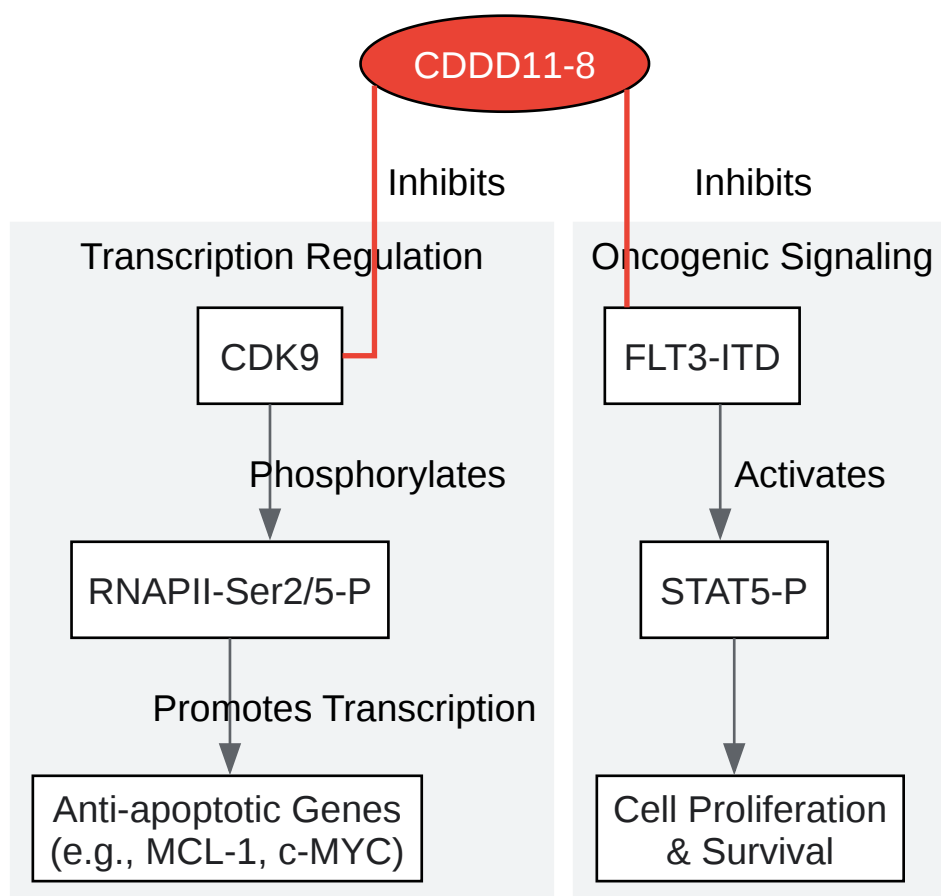 CDDD11-8
Inhibits
Inhibits
Transcription Regulation
Oncogenic Signaling
CDK9
FLT3-ITD
Phosphorylates
Activates
RNAPII-Ser2/5-P
STAT5-P
Promotes Transcription
Anti-apoptotic Genes
(e.g., MCL-1, c-MYC)
Cell Proliferation
& Survival